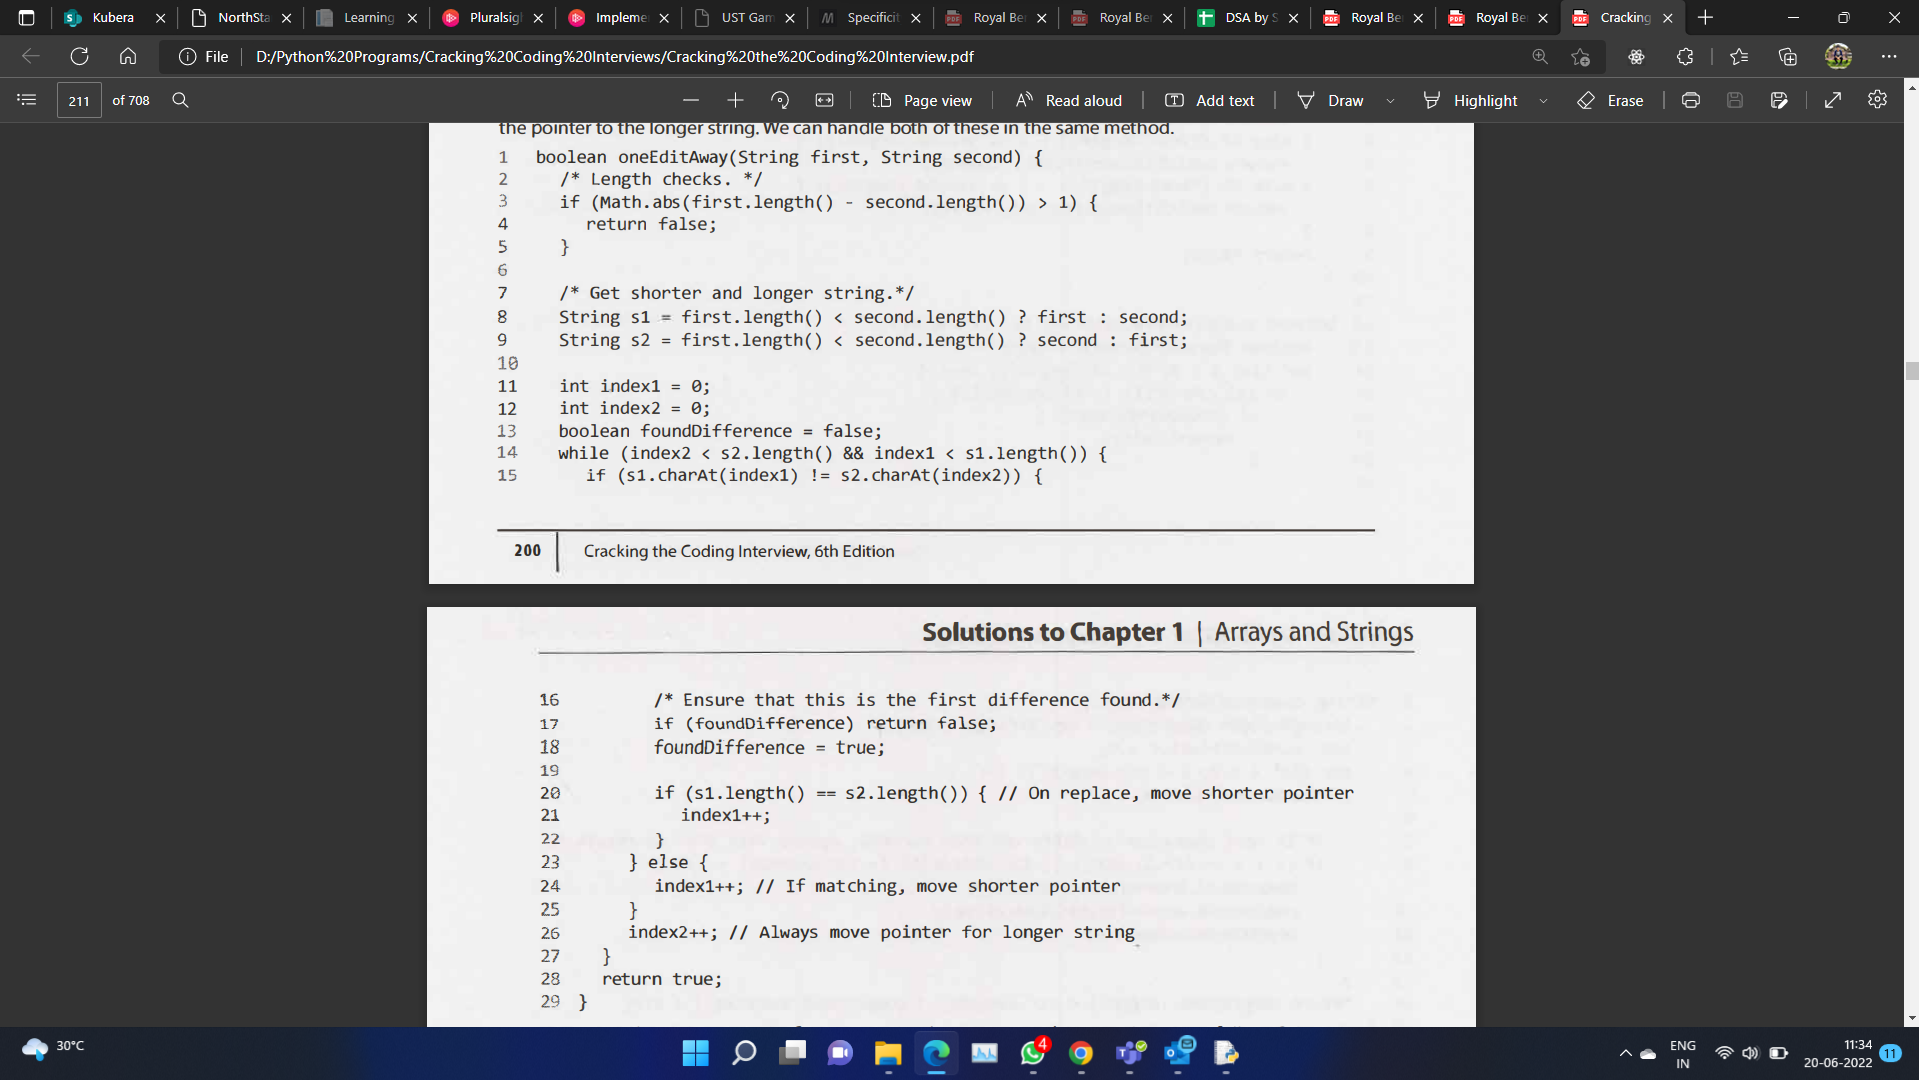 Kubera
NorthSta
Learning
Pluralsig
Impleme
UST Gam
M Specificit
Royal Be
Royal Be
DSA by S
Royal Be
Royal Be
Cracking
File D:/Python%20Programs/Cracking%20Coding%20Interviews/Cracking%20the%20Coding%20Interview.pdf
211 of 708
Page view
Read aloud
Add text
Draw
Highlight
Erase
the pointer to the longer string. We can handle both of these in the same method.
1 boolean oneEditAway(String first, String second) {
2 /* Length checks. */
3 if (Math.abs(first.length() - second.length()) > 1) {
4 return false;
5 }
6
7 /* Get shorter and longer string.*/
8 String s1 = first.length() < second.length() ? first : second;
9 String s2 = first.length() < second.length() ? second : first;
10
11 int index1 = 0;
12 int index2 = 0;
13 boolean foundDifference = false;
14 while (index2 < s2.length() && index1 < s1.length()) {
15 if (s1.charAt(index1) != s2.charAt(index2)) {
200 Cracking the Coding Interview, 6th Edition
Solutions to Chapter 1 | Arrays and Strings
16 /* Ensure that this is the first difference found.*/
17 if (foundDifference) return false;
18 foundDifference = true;
19
20 if (s1.length() == s2.length()) { // On replace, move shorter pointer
21 index1++;
22 }
23 } else {
24 index1++; // If matching, move shorter pointer
25 }
26 index2++; // Always move pointer for longer string
27 }
28 return true;
29 }
30°C
4
ENG
IN
11:34
20-06-2022
11